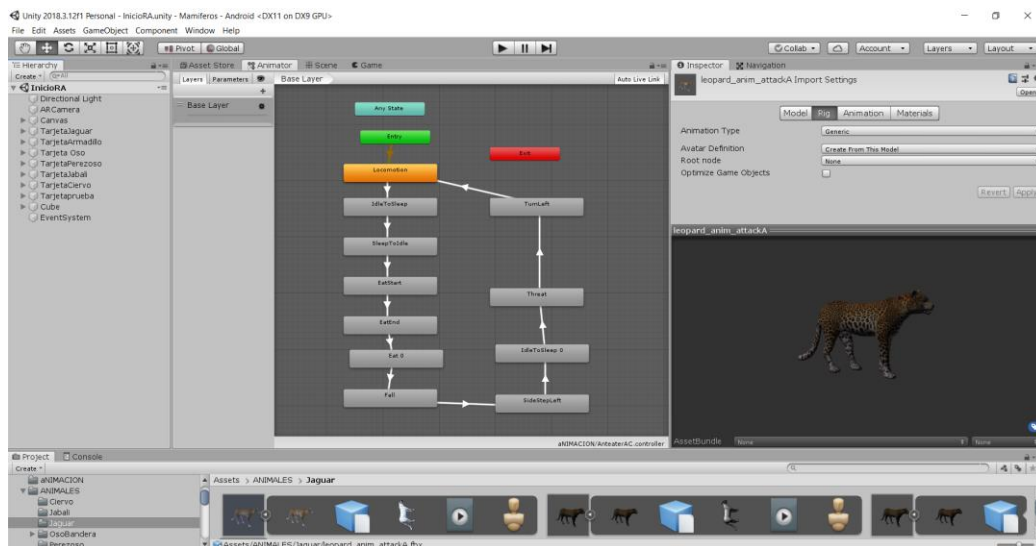 Unity 2018.3.12f1 Personal - InicioRA.unity - Mamiferos - Android <DX11 on DX9 GPU>
File Edit Assets GameObject Component Window Help
Pivot Global Collab Account Layers Layout
Hierarchy
Create
InicioRA
Directional Light
ARCamera
Canvas
TarjetaJaguar
TarjetaArmadillo
Tarjeta Oso
TarjetaPerezoso
TarjetaJabali
TarjetaCiervo
Tarjetaprueba
Cube
EventSystem
Asset Store Animator Scene Game
Layers Parameters Base Layer Auto Live Link
Base Layer
Any State
Entry
Exit
Locomotion
IdleToSleep
SleepToIdle
EatStart
EatEnd
Eat 0
Fall
SideStepLeft
IdleToSleep 0
Threat
TurnLeft
aNIMACION/AnteaterAC.controller
Inspector Navigation
leopard_anim_attackA Import Settings
Open
Model Rig Animation Materials
Animation Type Generic
Avatar Definition Create From This Model
Root node None
Optimize Game Objects
Revert Apply
leopard_anim_attackA
AssetBundle None None
Project Console
Create
aNIMACION
ANIMALES
Ciervo
Jabali
Jaguar
OsoBandera
Perezoso
Assets > ANIMALES > Jaguar
Assets/ANIMALES/Jaguar/leopard_anim_attackA.fbx